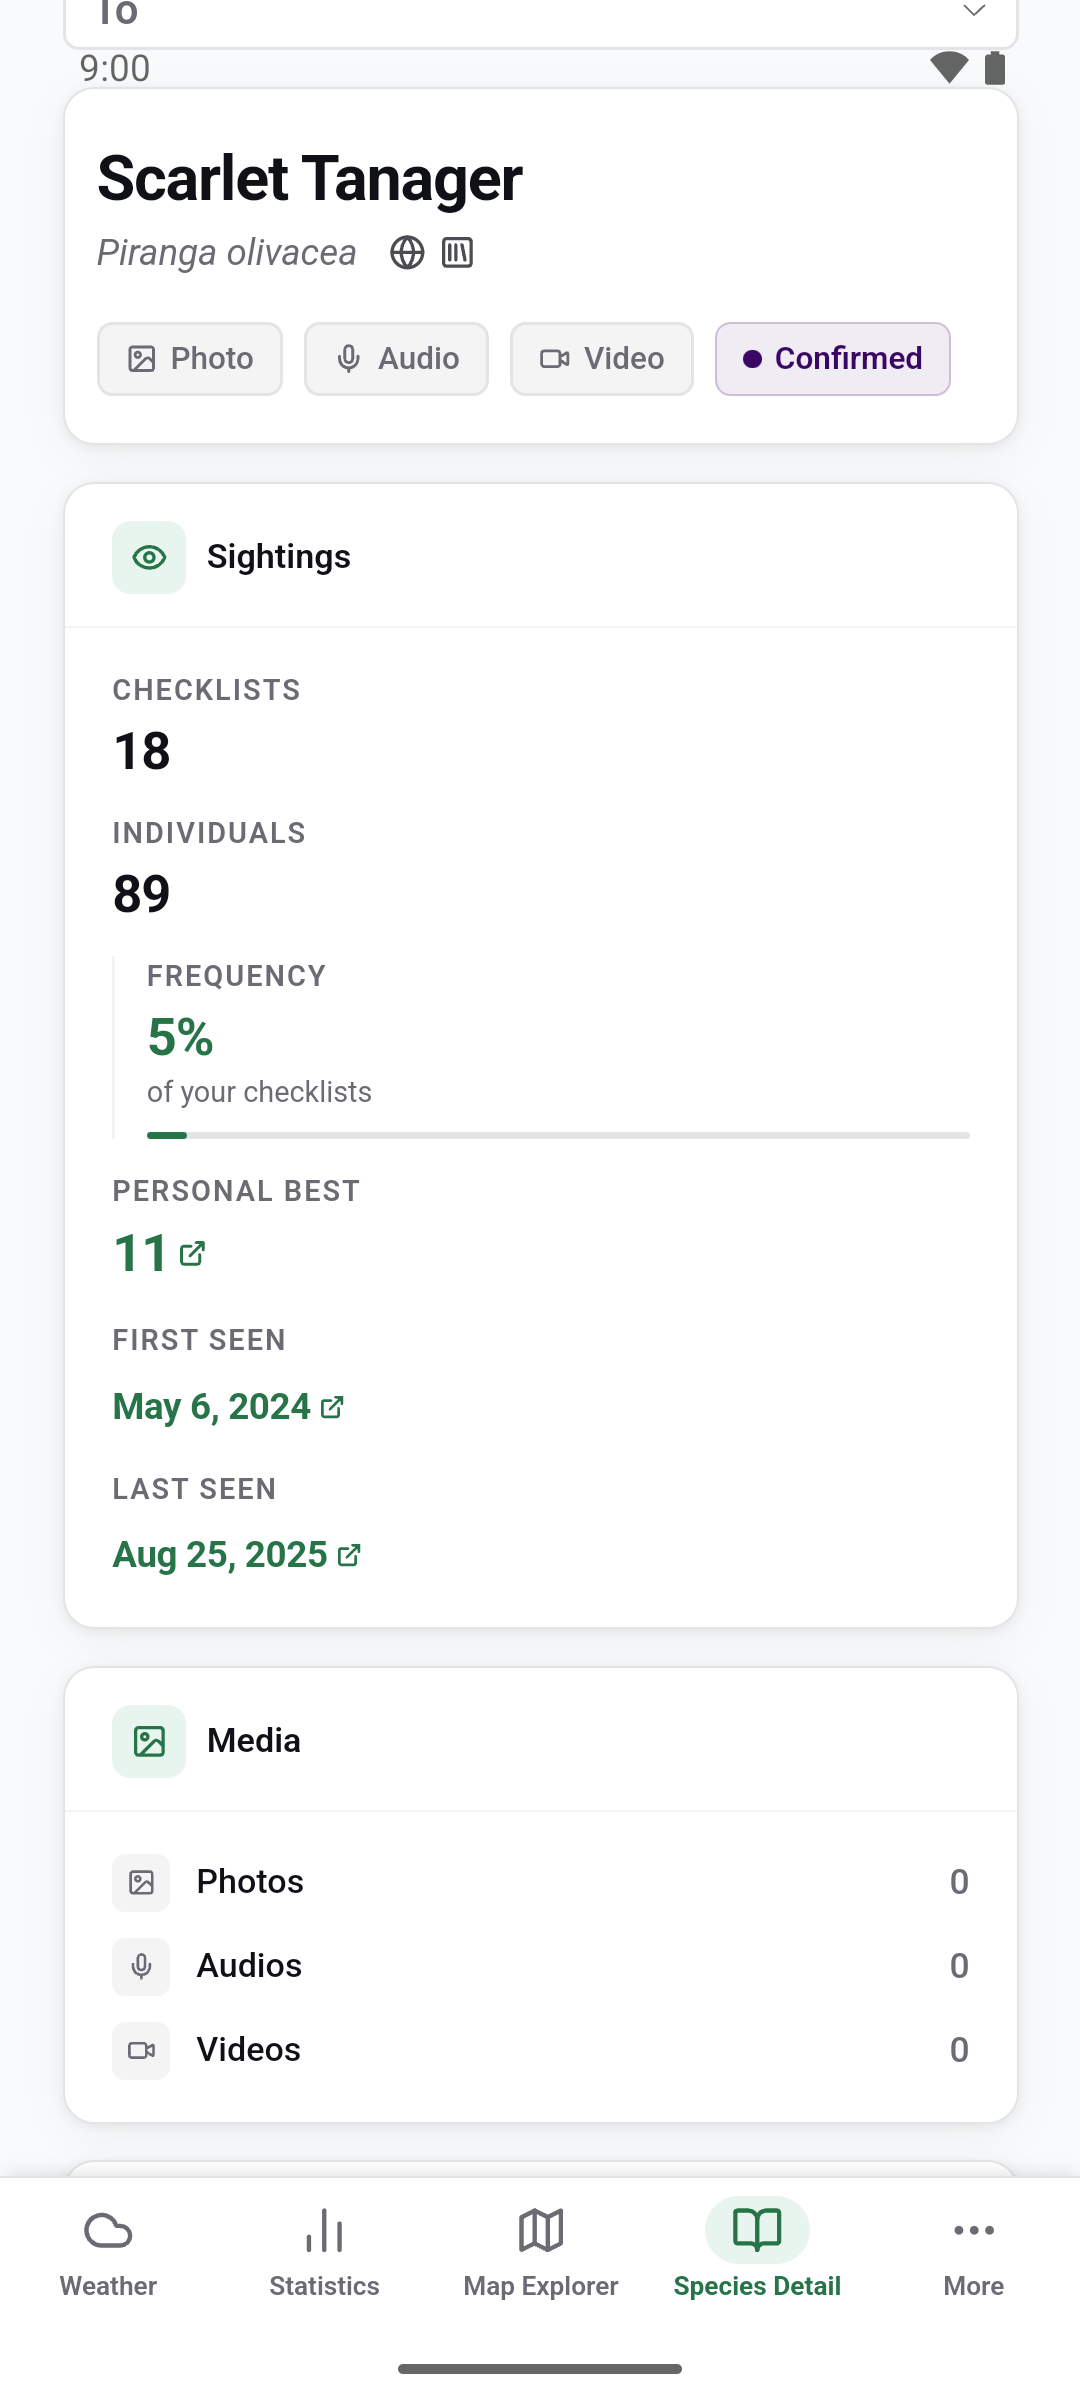 To
9:00
Scarlet Tanager
Piranga olivacea
Photo Audio Video Confirmed
Sightings
CHECKLISTS
18
INDIVIDUALS
89
FREQUENCY
5%
of your checklists
PERSONAL BEST
11
FIRST SEEN
May 6, 2024
LAST SEEN
Aug 25, 2025
Media
Photos 0
Audios 0
Videos 0
Weather Statistics Map Explorer Species Detail More